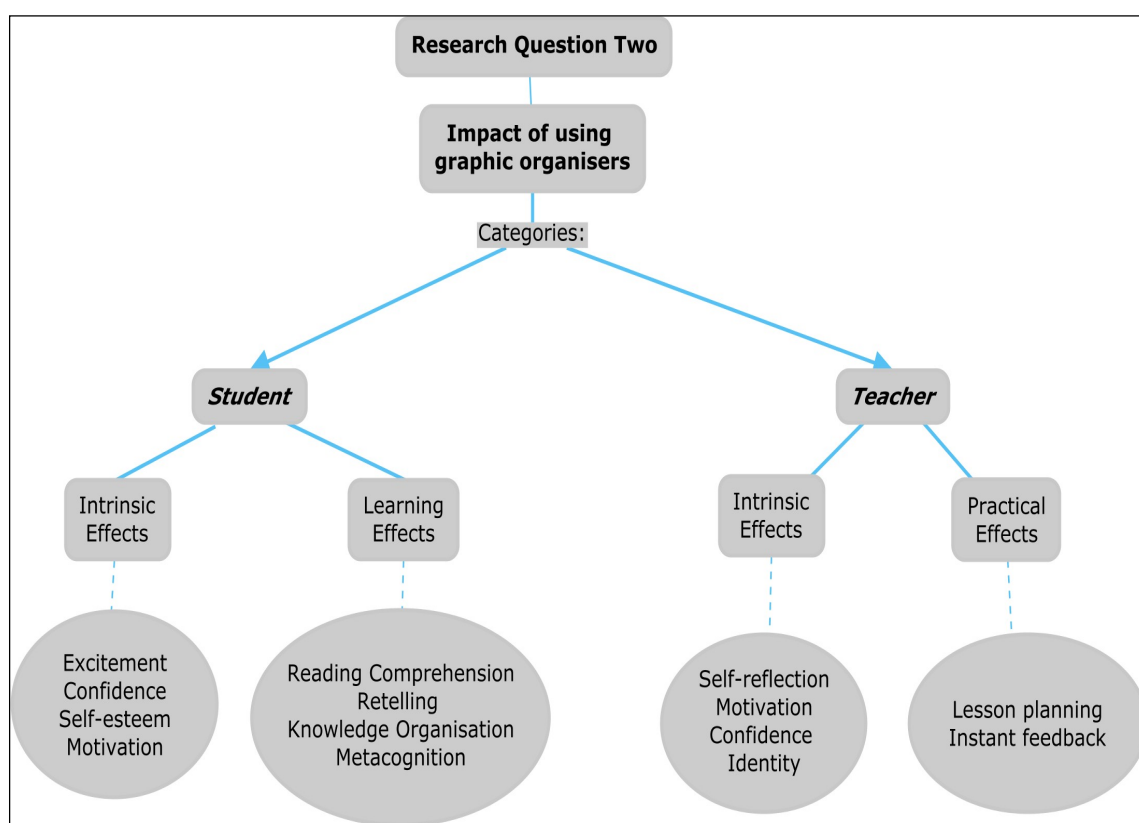 Research Question Two
Impact of using
graphic organisers
Categories:
Student
Teacher
Intrinsic
Effects
Learning
Effects
Intrinsic
Effects
Practical
Effects
Excitement
Confidence
Self-esteem
Motivation
Reading Comprehension
Retelling
Knowledge Organisation
Metacognition
Self-reflection
Motivation
Confidence
Identity
Lesson planning
Instant feedback